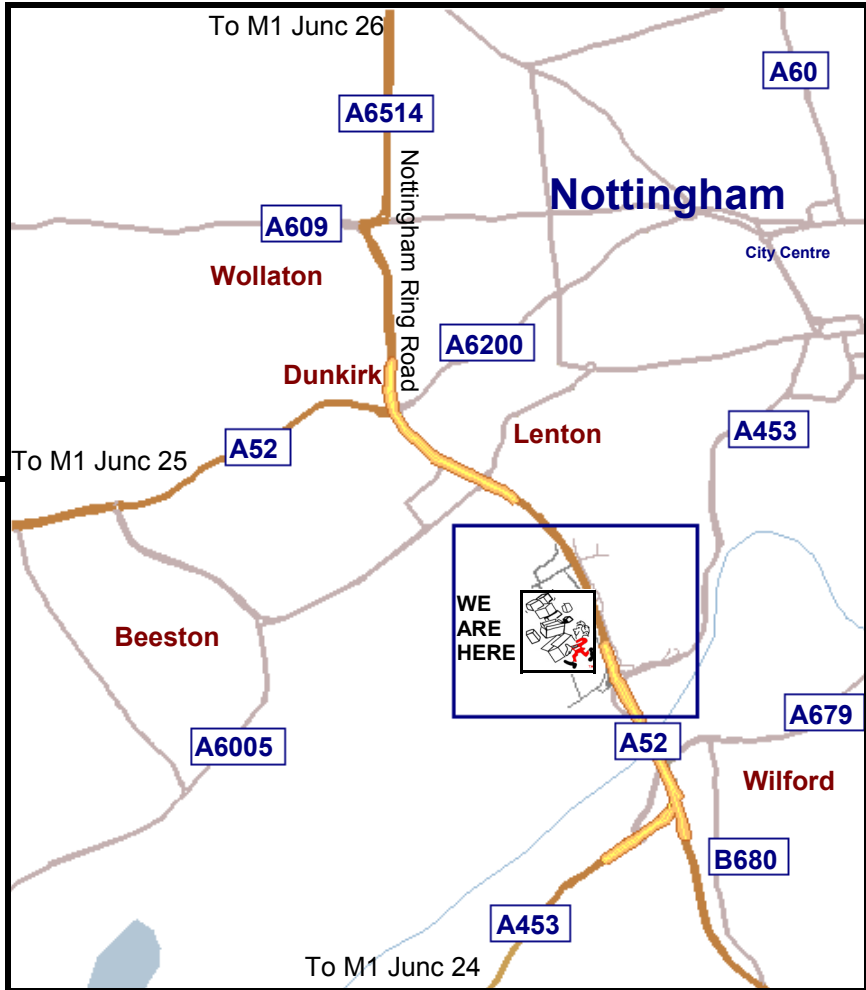 To M1 Junc 26
A60
A6514
Nottingham Ring Road
Nottingham
A609
City Centre
Wollaton
A6200
Dunkirk
Lenton
A453
A52
To M1 Junc 25
WE
ARE
HERE
Beeston
A679
A6005
A52
Wilford
B680
A453
To M1 Junc 24